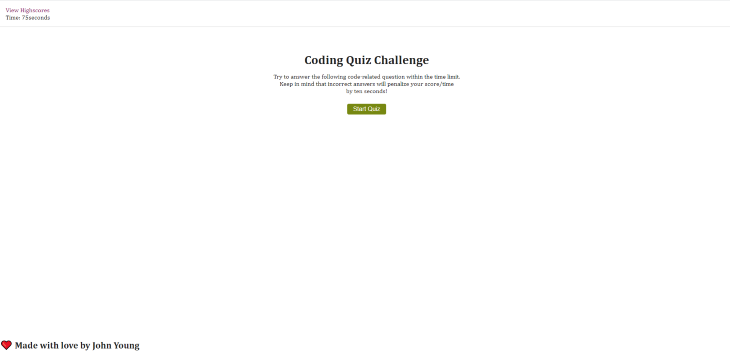 View Highscores
Time: 75seconds
Coding Quiz Challenge
Try to answer the following code-related question within the time limit.
Keep in mind that incorrect answers will penalize your score/time
by ten seconds!
Start Quiz
Made with love by John Young